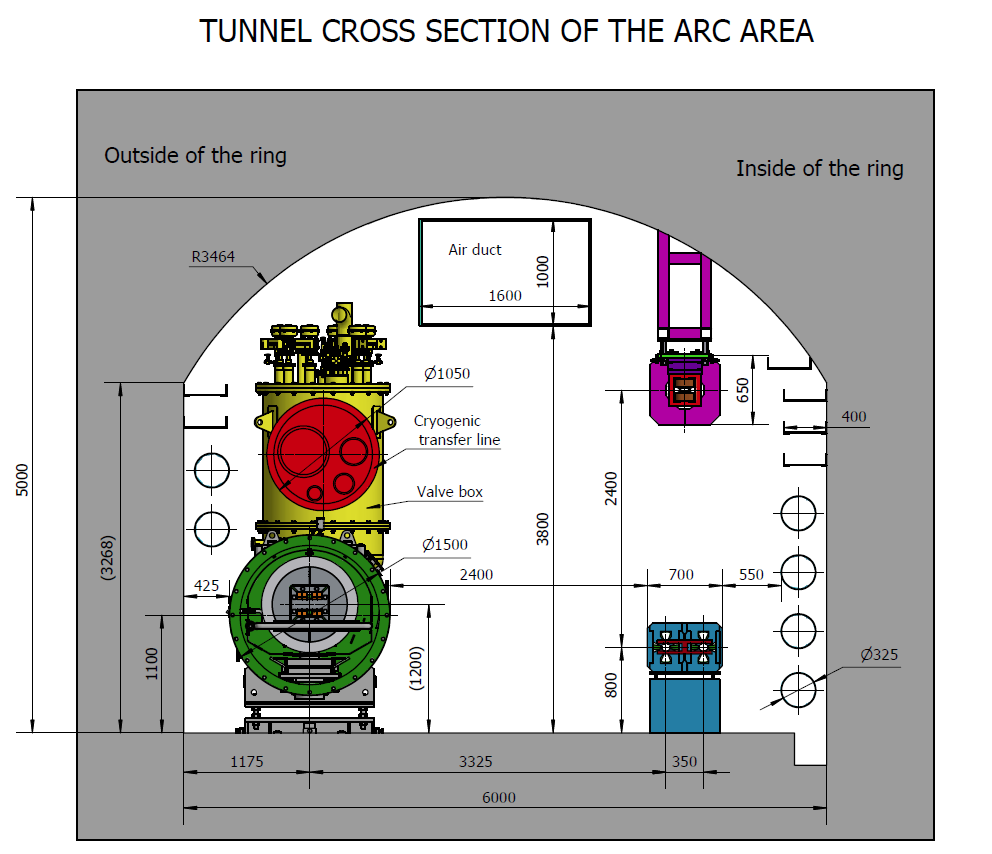 TUNNEL CROSS SECTION OF THE ARC AREA
Outside of the ring
Inside of the ring
R3464
Air duct
1000
1600
Ø1050
650
Cryogenic
transfer line
400
Valve box
5000
2400
3800
(3268)
Ø1500
425
2400
700
550
1100
(1200)
800
Ø325
1175
3325
350
6000